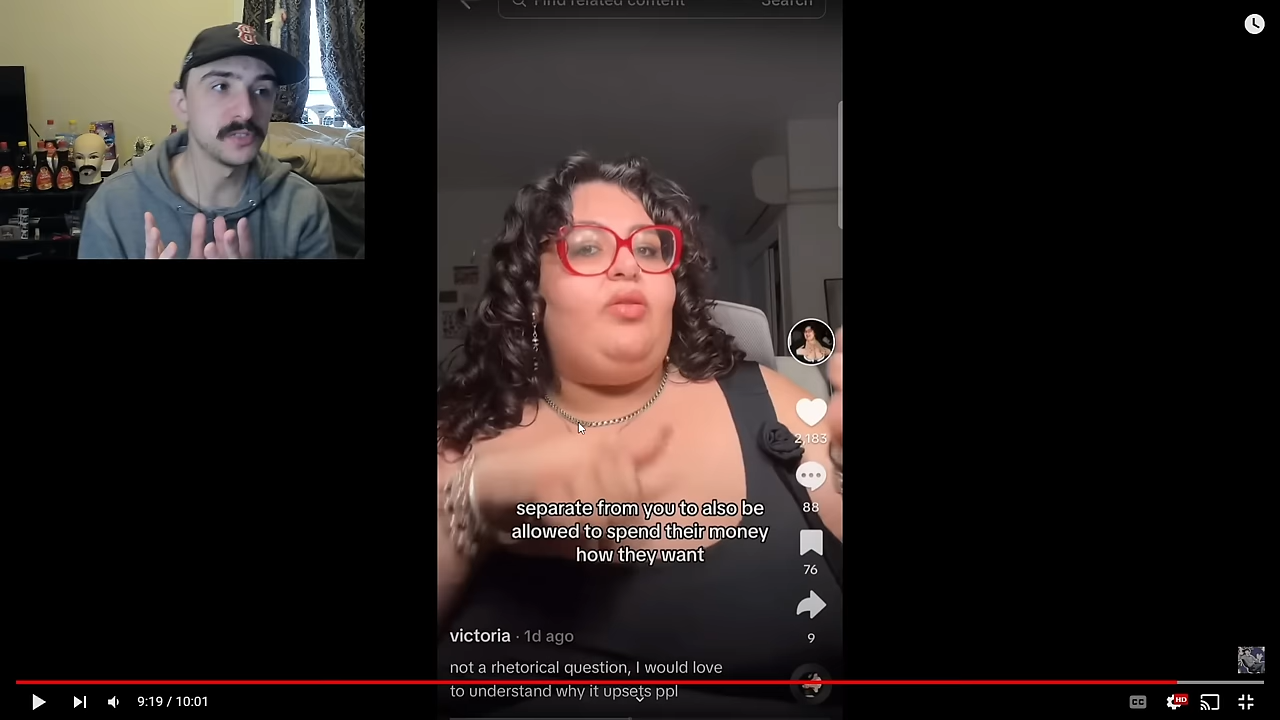 Find related content Search
2,183
88
separate from you to also be
allowed to spend their money
how they want
76
9
victoria · 1d ago
not a rhetorical question, I would love
to understand why it upsets ppl
9:19 / 10:01
CC
HD